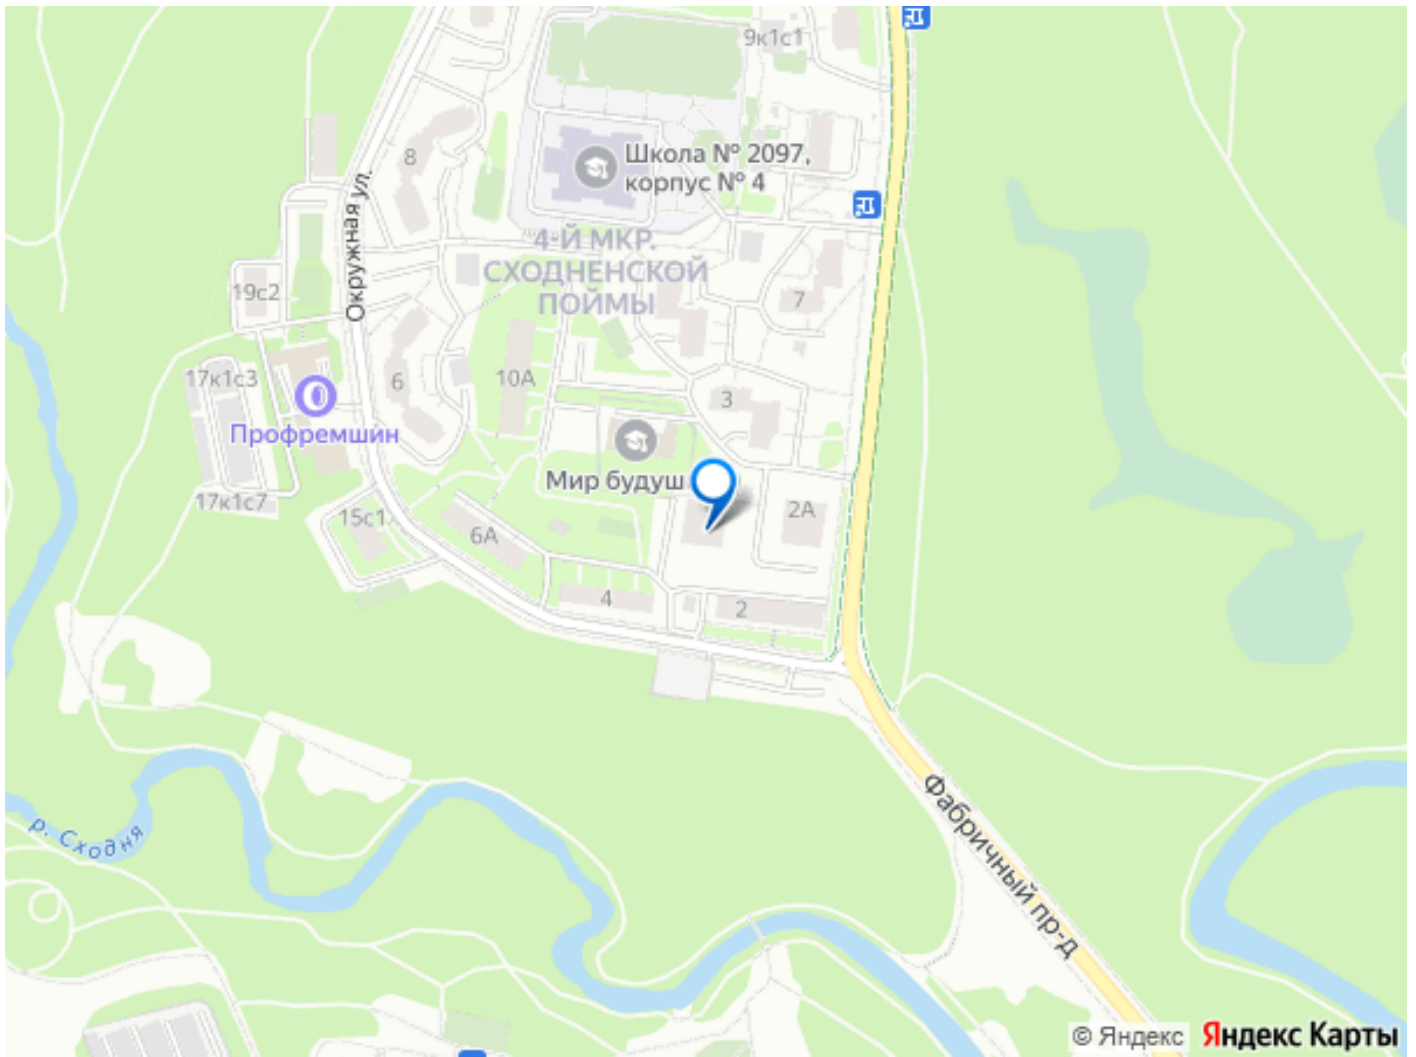 9к1с1
Школа № 2097,
корпус № 4
8
Окружная ул.
4-Й МКР.
СХОДНЕНСКОЙ
ПОЙМЫ
19с2
7
17к1с3
6
10А
3
Профремшин
Мир будущ
17к1с7
15с1
6А
2А
4
2
р. Сходня
Фабричный пр-д
© Яндекс
Яндекс Карты